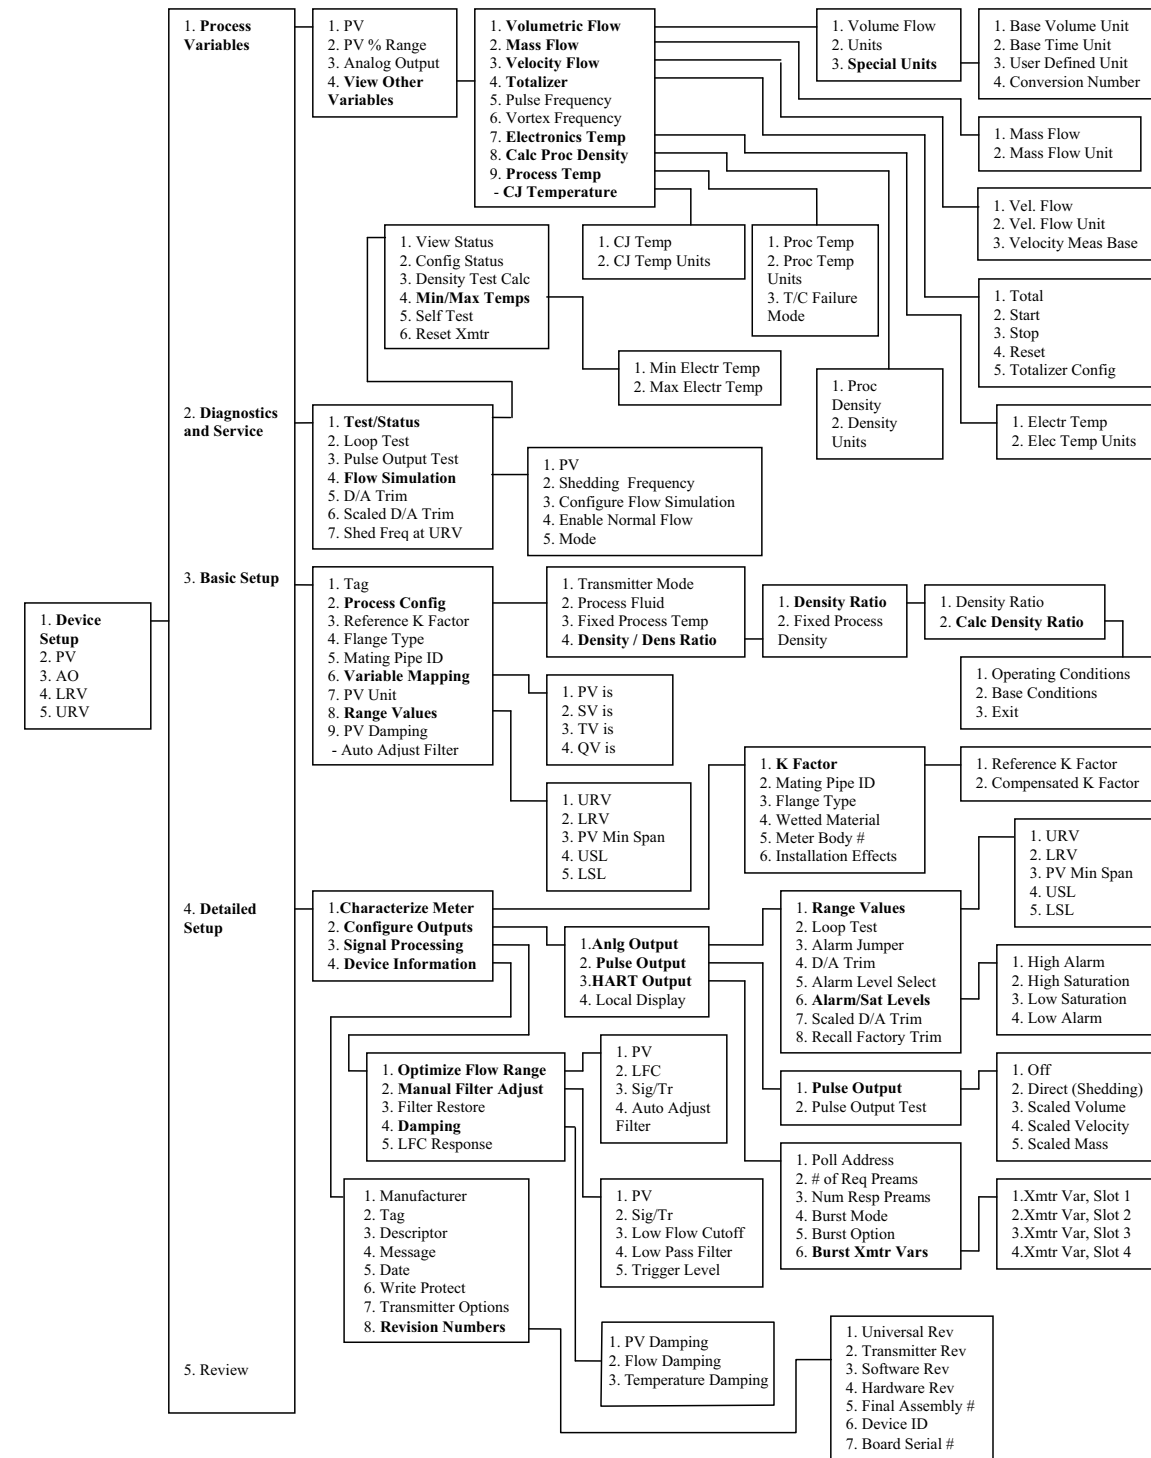 1. Device
Setup
2. PV
3. AO
4. LRV
5. URV
1. Process
Variables
2. Diagnostics
and Service
3. Basic Setup
4. Detailed
Setup
5. Review
1. PV
2. PV % Range
3. Analog Output
4. View Other
Variables
1. Volumetric Flow
2. Mass Flow
3. Velocity Flow
4. Totalizer
5. Pulse Frequency
6. Vortex Frequency
7. Electronics Temp
8. Calc Proc Density
9. Process Temp
- CJ Temperature
1. Volume Flow
2. Units
3. Special Units
1. Base Volume Unit
2. Base Time Unit
3. User Defined Unit
4. Conversion Number
1. Mass Flow
2. Mass Flow Unit
1. Vel. Flow
2. Vel. Flow Unit
3. Velocity Meas Base
1. Total
2. Start
3. Stop
4. Reset
5. Totalizer Config
1. Electr Temp
2. Elec Temp Units
1. Proc
Density
2. Density
Units
1. Proc Temp
2. Proc Temp
Units
3. T/C Failure
Mode
1. CJ Temp
2. CJ Temp Units
1. View Status
2. Config Status
3. Density Test Calc
4. Min/Max Temps
5. Self Test
6. Reset Xmtr
1. Min Electr Temp
2. Max Electr Temp
1. Test/Status
2. Loop Test
3. Pulse Output Test
4. Flow Simulation
5. D/A Trim
6. Scaled D/A Trim
7. Shed Freq at URV
1. PV
2. Shedding Frequency
3. Configure Flow Simulation
4. Enable Normal Flow
5. Mode
1. Tag
2. Process Config
3. Reference K Factor
4. Flange Type
5. Mating Pipe ID
6. Variable Mapping
7. PV Unit
8. Range Values
9. PV Damping
- Auto Adjust Filter
1. Transmitter Mode
2. Process Fluid
3. Fixed Process Temp
4. Density / Dens Ratio
1. Density Ratio
2. Fixed Process
Density
1. Density Ratio
2. Calc Density Ratio
1. Operating Conditions
2. Base Conditions
3. Exit
1. PV is
2. SV is
3. TV is
4. QV is
1. URV
2. LRV
3. PV Min Span
4. USL
5. LSL
1.Characterize Meter
2. Configure Outputs
3. Signal Processing
4. Device Information
1. K Factor
2. Mating Pipe ID
3. Flange Type
4. Wetted Material
5. Meter Body #
6. Installation Effects
1. Reference K Factor
2. Compensated K Factor
1.Anlg Output
2. Pulse Output
3.HART Output
4. Local Display
1. Range Values
2. Loop Test
3. Alarm Jumper
4. D/A Trim
5. Alarm Level Select
6. Alarm/Sat Levels
7. Scaled D/A Trim
8. Recall Factory Trim
1. URV
2. LRV
3. PV Min Span
4. USL
5. LSL
1. High Alarm
2. High Saturation
3. Low Saturation
4. Low Alarm
1. Pulse Output
2. Pulse Output Test
1. Off
2. Direct (Shedding)
3. Scaled Volume
4. Scaled Velocity
5. Scaled Mass
1. Poll Address
2. # of Req Preams
3. Num Resp Preams
4. Burst Mode
5. Burst Option
6. Burst Xmtr Vars
1.Xmtr Var, Slot 1
2.Xmtr Var, Slot 2
3.Xmtr Var, Slot 3
4.Xmtr Var, Slot 4
1. Optimize Flow Range
2. Manual Filter Adjust
3. Filter Restore
4. Damping
5. LFC Response
1. PV
2. LFC
3. Sig/Tr
4. Auto Adjust
Filter
1. PV
2. Sig/Tr
3. Low Flow Cutoff
4. Low Pass Filter
5. Trigger Level
1. PV Damping
2. Flow Damping
3. Temperature Damping
1. Manufacturer
2. Tag
3. Descriptor
4. Message
5. Date
6. Write Protect
7. Transmitter Options
8. Revision Numbers
1. Universal Rev
2. Transmitter Rev
3. Software Rev
4. Hardware Rev
5. Final Assembly #
6. Device ID
7. Board Serial #